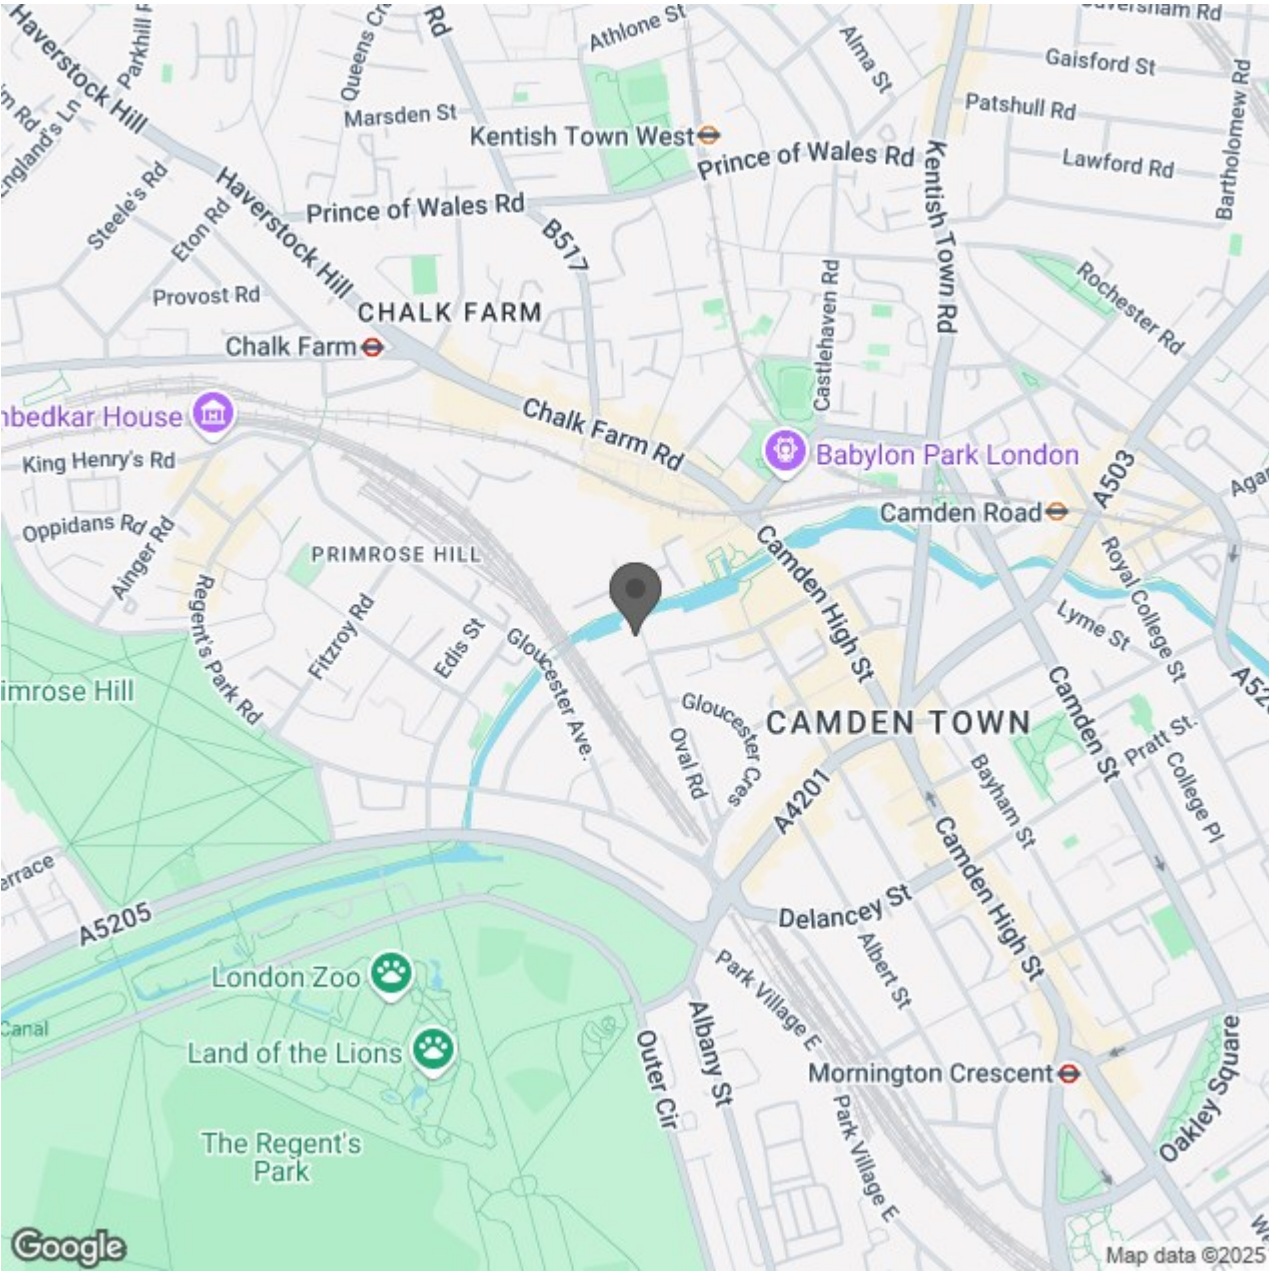 Haverstock Hill
Parkhill R
Queens Cr
Rd
Athlone St
Alma St
Gaisford St
Patshull Rd
Lawford Rd
Bartholomew Rd
England's Ln
Marsden St
Kentish Town West
Prince of Wales Rd
Kentish Town Rd
Steele's Rd
Eton Rd
Haverstock Hill
Prince of Wales Rd
B517
Provost Rd
CHALK FARM
Castlehaven Rd
Rochester Rd
Chalk Farm
mbedkar House
Chalk Farm Rd
Babylon Park London
A503
King Henry's Rd
Camden Road
Oppidans Rd
Ainger Rd
PRIMROSE HILL
Camden High St
Royal College St
Lyme St
Regent's Park Rd
Fitzroy Rd
Edis St
Gloucester Ave.
imrose Hill
Oval Rd
Gloucester Cres
CAMDEN TOWN
Camden St
Pratt St.
College Pl
Bayham St
A4201
Camden High St
errace
A5205
Delancey St
Albert St
London Zoo
Park Village E
Land of the Lions
Canal
Outer Cir
Albany St
Mornington Crescent
Oakley Square
The Regent's
Park
Park Village E
Google
Map data ©2025